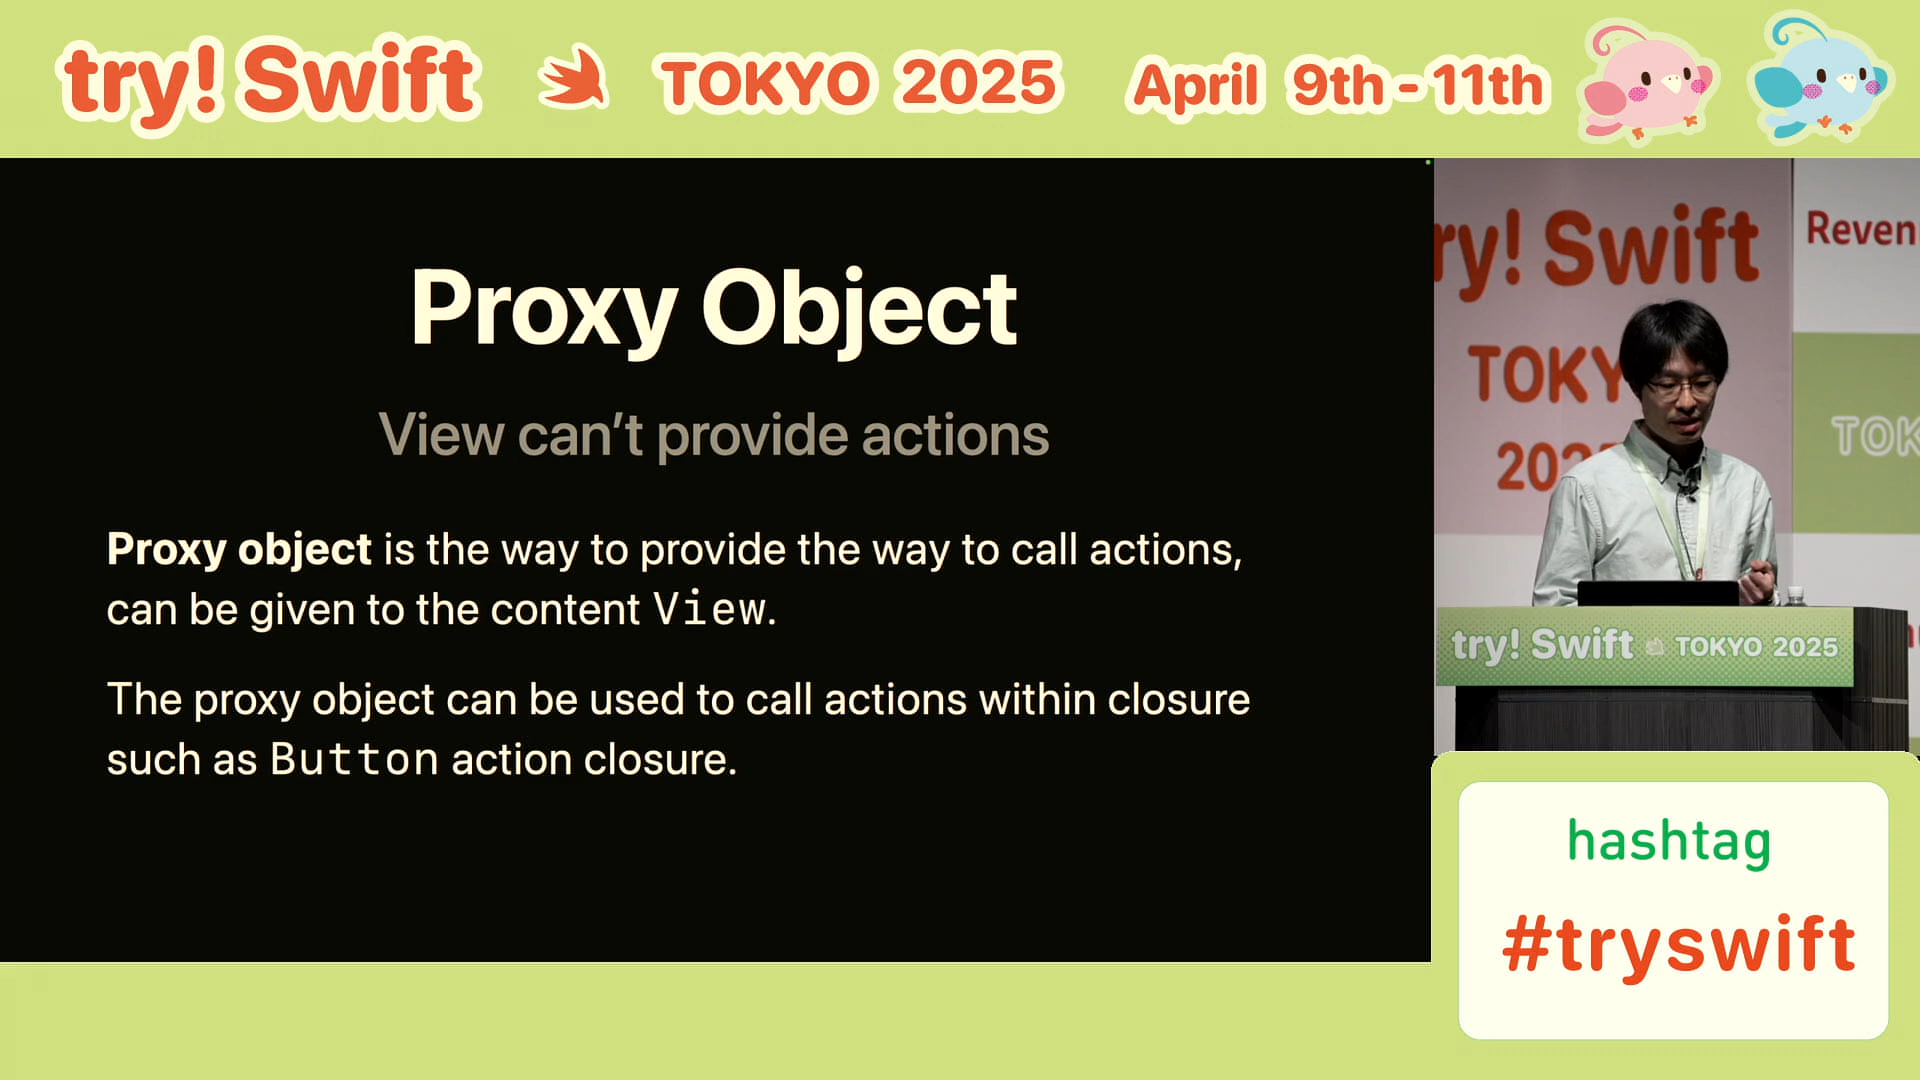 try! Swift TOKYO 2025 April 9th-11th
Proxy Object
View can’t provide actions
Proxy object is the way to provide the way to call actions,
can be given to the content View.
The proxy object can be used to call actions within closure
such as Button action closure.
ry! Swift
TOKY
202
Reven
TOK
try! Swift TOKYO 2025
hashtag
#tryswift